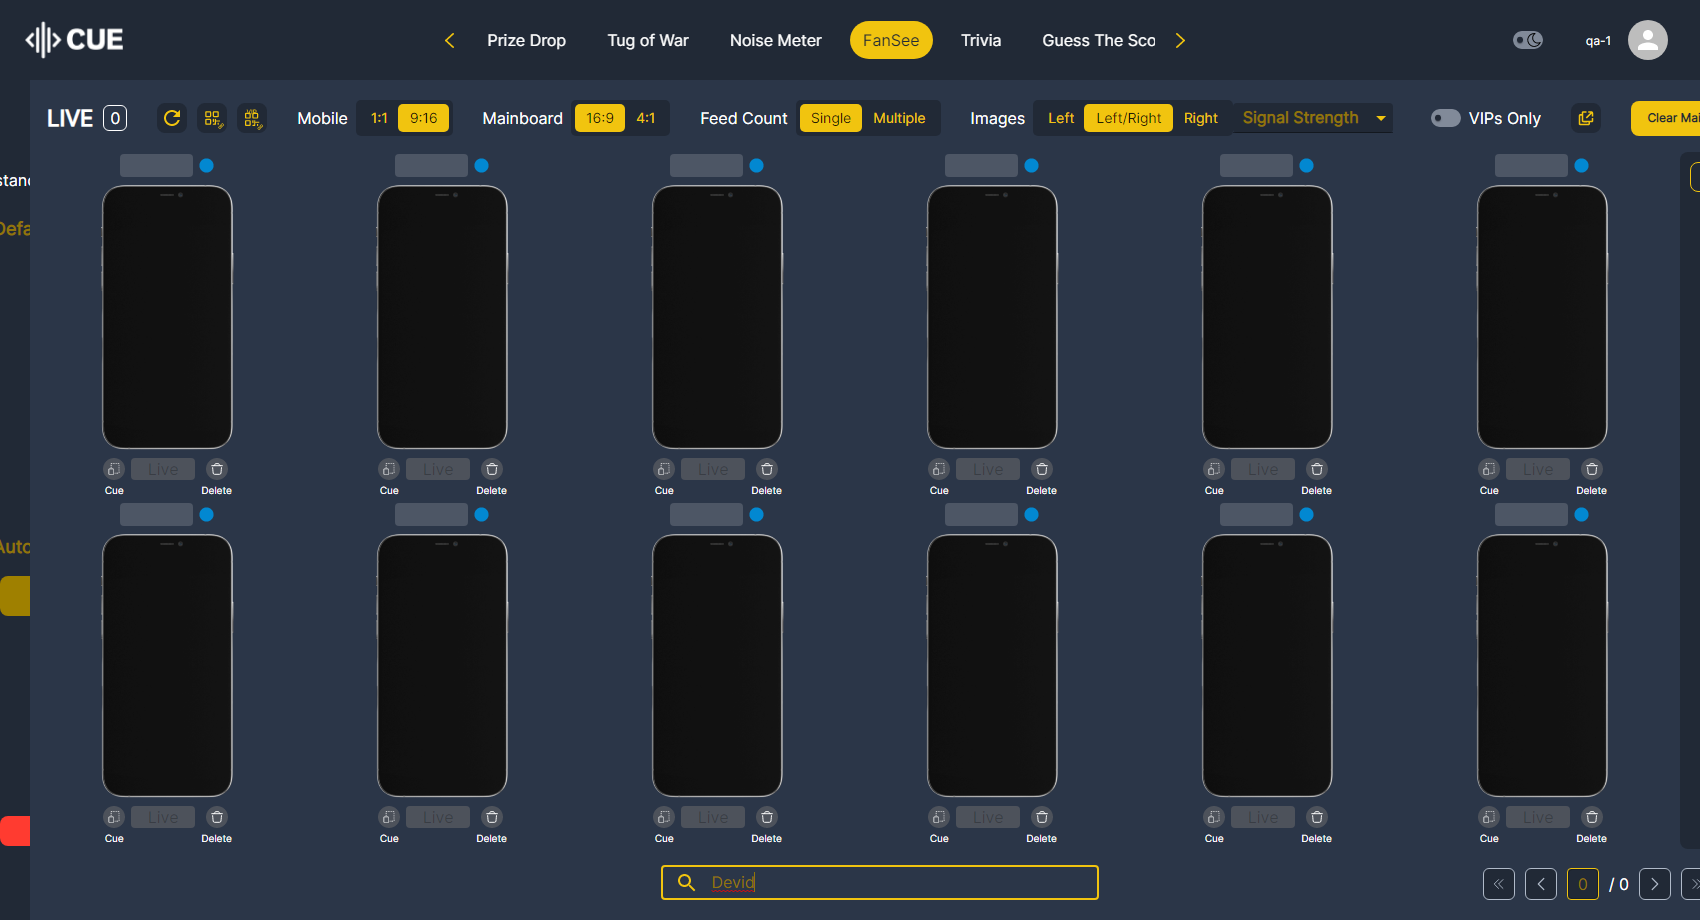 CUE
Prize Drop Tug of War Noise Meter FanSee Trivia Guess The Sco
qa-1
LIVE 0 Mobile 1:1 9:16 Mainboard 16:9 4:1 Feed Count Single Multiple Images Left Left/Right Right Signal Strength VIPs Only Clear Mai
stand
Defa
Live Live Live Live Live Live
Cue Delete Cue Delete Cue Delete Cue Delete Cue Delete Cue Delete
Auto
Live Live Live Live Live Live
Cue Delete Cue Delete Cue Delete Cue Delete Cue Delete Cue Delete
Devid
0 / 0